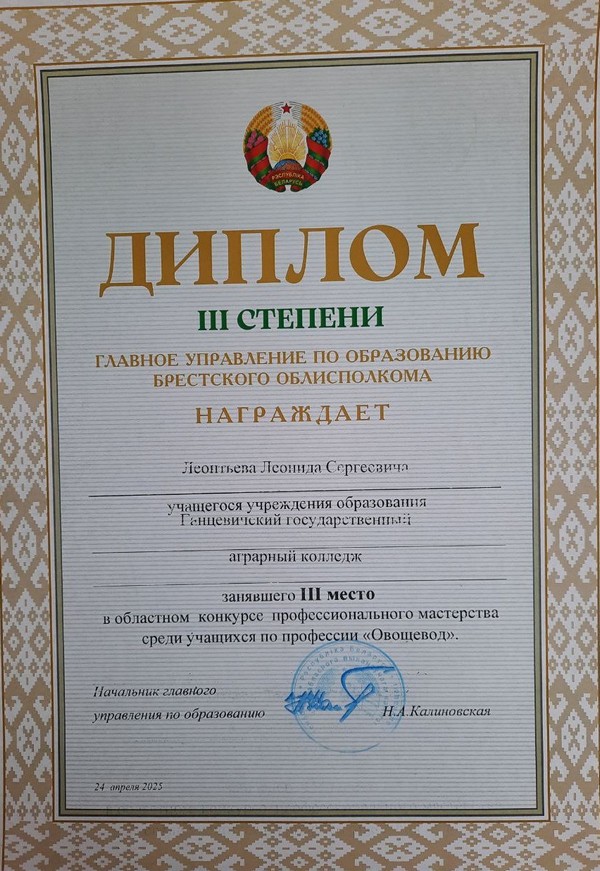 РЭСПУБЛІКА
БЕЛАРУСЬ
ДИПЛОМ
III СТЕПЕНИ
ГЛАВНОЕ УПРАВЛЕНИЕ ПО ОБРАЗОВАНИЮ
БРЕСТСКОГО ОБЛИСПОЛКОМА
НАГРАЖДАЕТ
Леонтьева Леонида Сергеевича
учащегося учреждения образования
Ганцевичский государственный
аграрный колледж
занявшего III место
в областном конкурсе профессионального мастерства
среди учащихся по профессии «Овощевод».
Начальник главного
управления по образованию
Н.А.Калиновская
24 апреля 2025